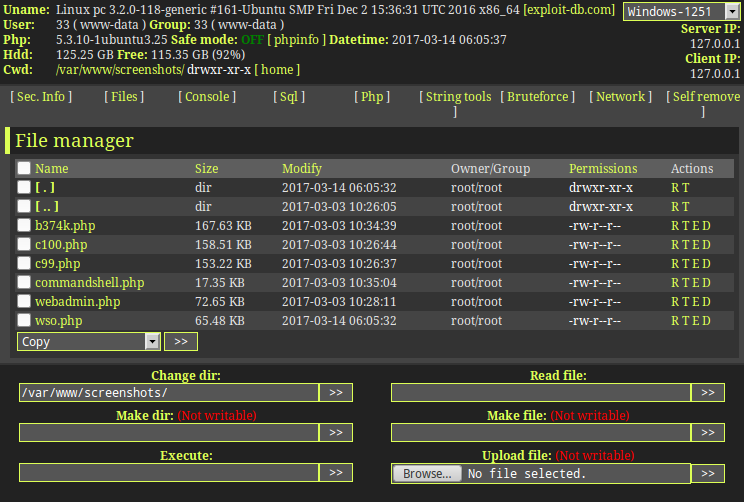 Uname: Linux pc 3.2.0-118-generic #161-Ubuntu SMP Fri Dec 2 15:36:31 UTC 2016 x86_64 [exploit-db.com] Windows-1251
User: 33 ( www-data ) Group: 33 ( www-data ) Server IP:
Php: 5.3.10-1ubuntu3.25 Safe mode: OFF [ phpinfo ] Datetime: 2017-03-14 06:05:37 127.0.0.1
Hdd: 125.25 GB Free: 115.35 GB (92%) Client IP:
Cwd: /var/www/screenshots/ drwxr-xr-x [ home ] 127.0.0.1
[ Sec. Info ] [ Files ] [ Console ] [ Sql ] [ Php ] [ String tools ] [ Bruteforce ] [ Network ] [ Self remove ]
File manager
Name Size Modify Owner/Group Permissions Actions
[ . ] dir 2017-03-14 06:05:32 root/root drwxr-xr-x R T
[ .. ] dir 2017-03-03 10:26:05 root/root drwxr-xr-x R T
b374k.php 167.63 KB 2017-03-03 10:34:39 root/root -rw-r--r-- R T E D
c100.php 158.51 KB 2017-03-03 10:26:44 root/root -rw-r--r-- R T E D
c99.php 153.22 KB 2017-03-03 10:26:37 root/root -rw-r--r-- R T E D
commandshell.php 17.35 KB 2017-03-03 10:35:04 root/root -rw-r--r-- R T E D
webadmin.php 72.65 KB 2017-03-03 10:28:11 root/root -rw-r--r-- R T E D
wso.php 65.48 KB 2017-03-14 06:05:32 root/root -rw-r--r-- R T E D
Copy >>
Change dir: Read file:
/var/www/screenshots/ >> >>
Make dir: (Not writable) Make file: (Not writable)
>> >>
Execute: Upload file: (Not writable)
>> Browse... No file selected. >>